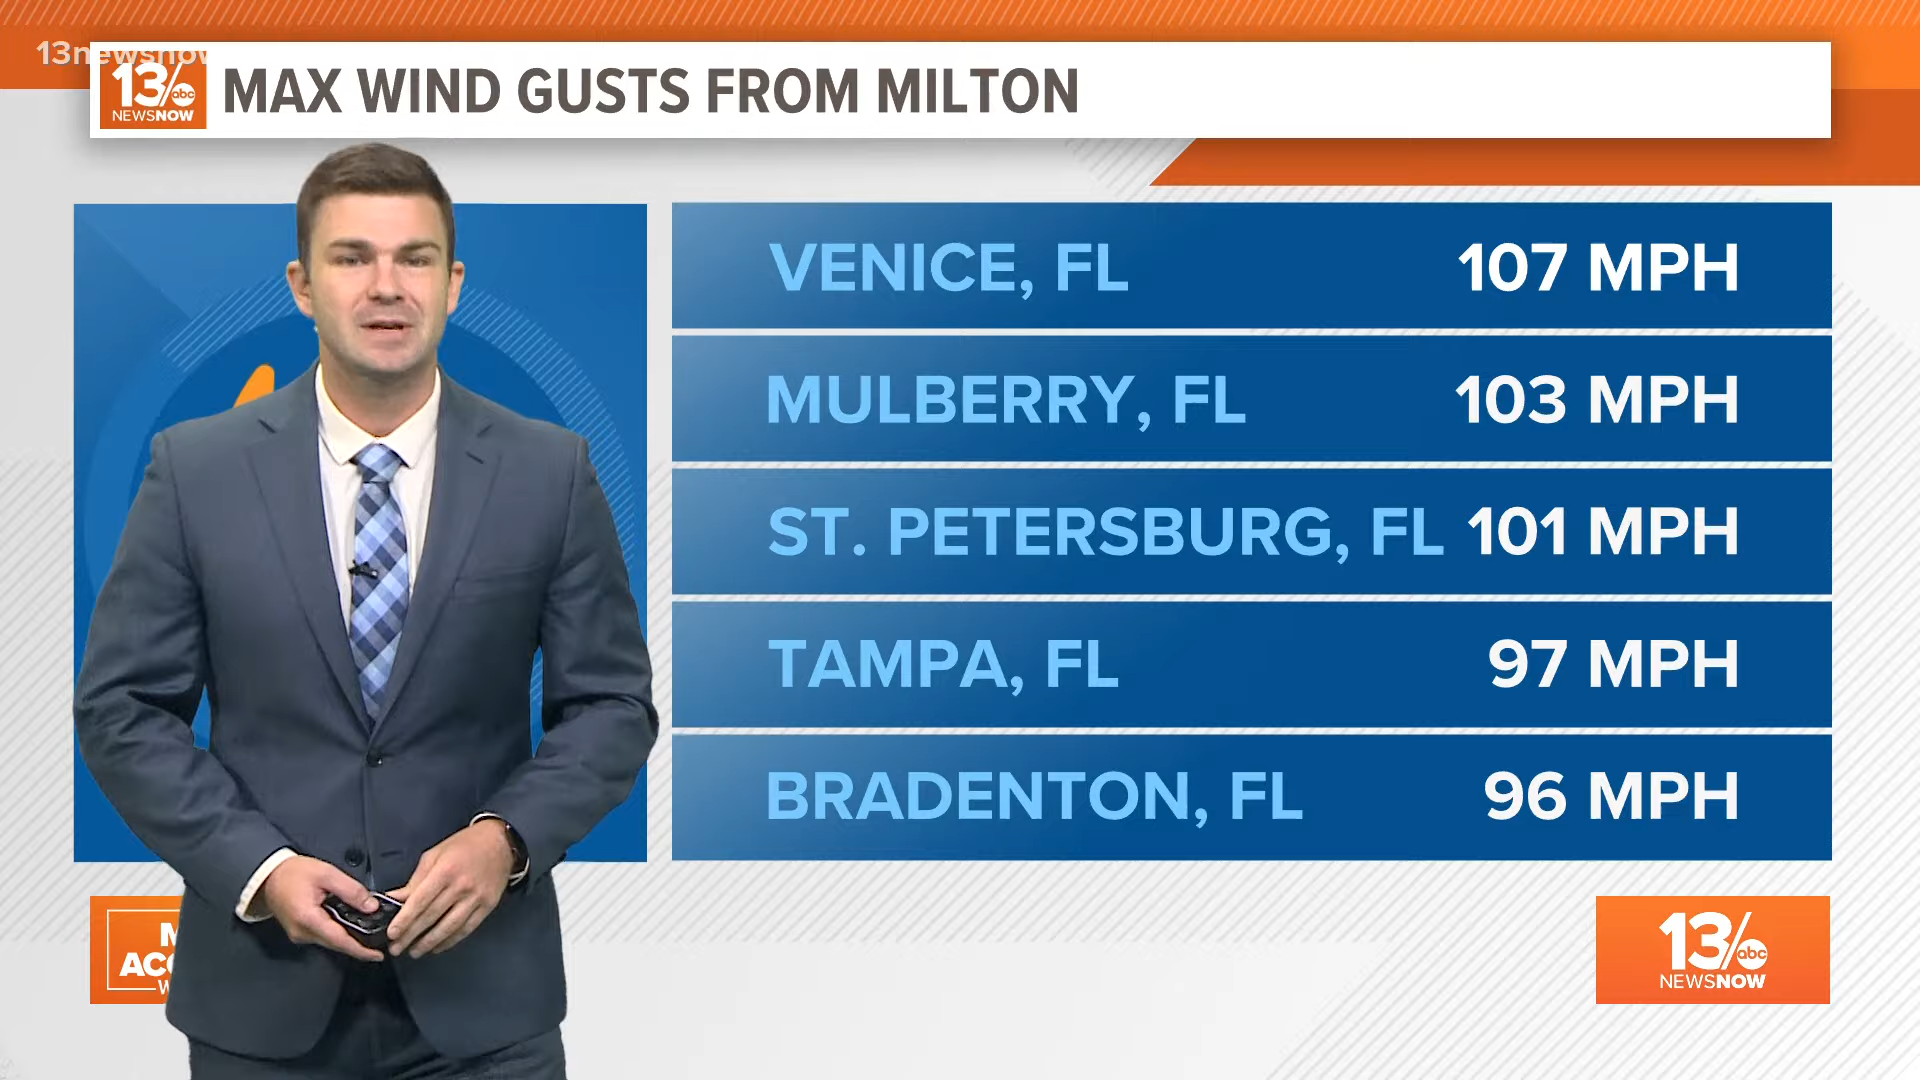 13newsnow
13 abc
NEWSNOW
MAX WIND GUSTS FROM MILTON
VENICE, FL 107 MPH
MULBERRY, FL 103 MPH
ST. PETERSBURG, FL 101 MPH
TAMPA, FL 97 MPH
BRADENTON, FL 96 MPH
13 abc
NEWSNOW